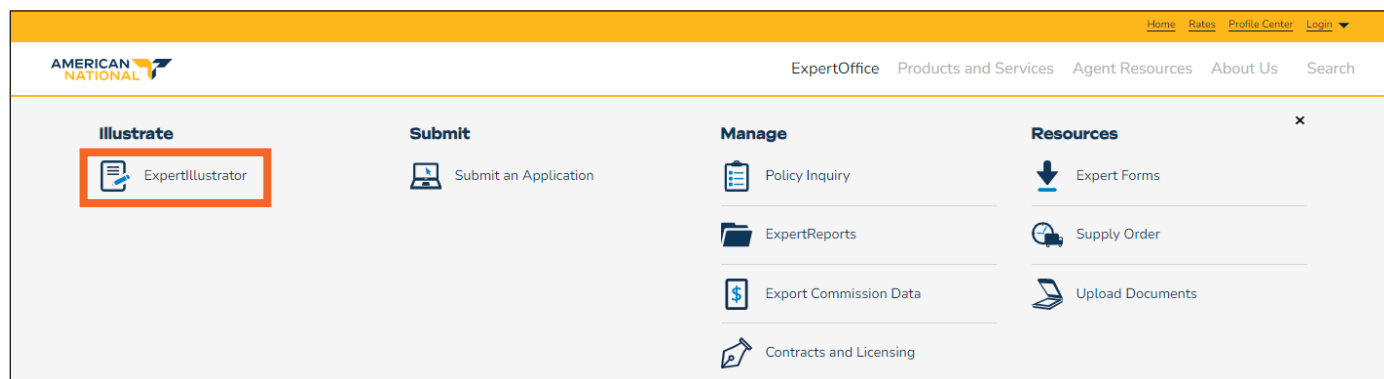 Home Rates Profile Center Login
AMERICAN
NATIONAL
ExpertOffice Products and Services Agent Resources About Us Search
Illustrate Submit Manage Resources
ExpertIllustrator Submit an Application Policy Inquiry Expert Forms
ExpertReports Supply Order
$ Export Commission Data Upload Documents
Contracts and Licensing